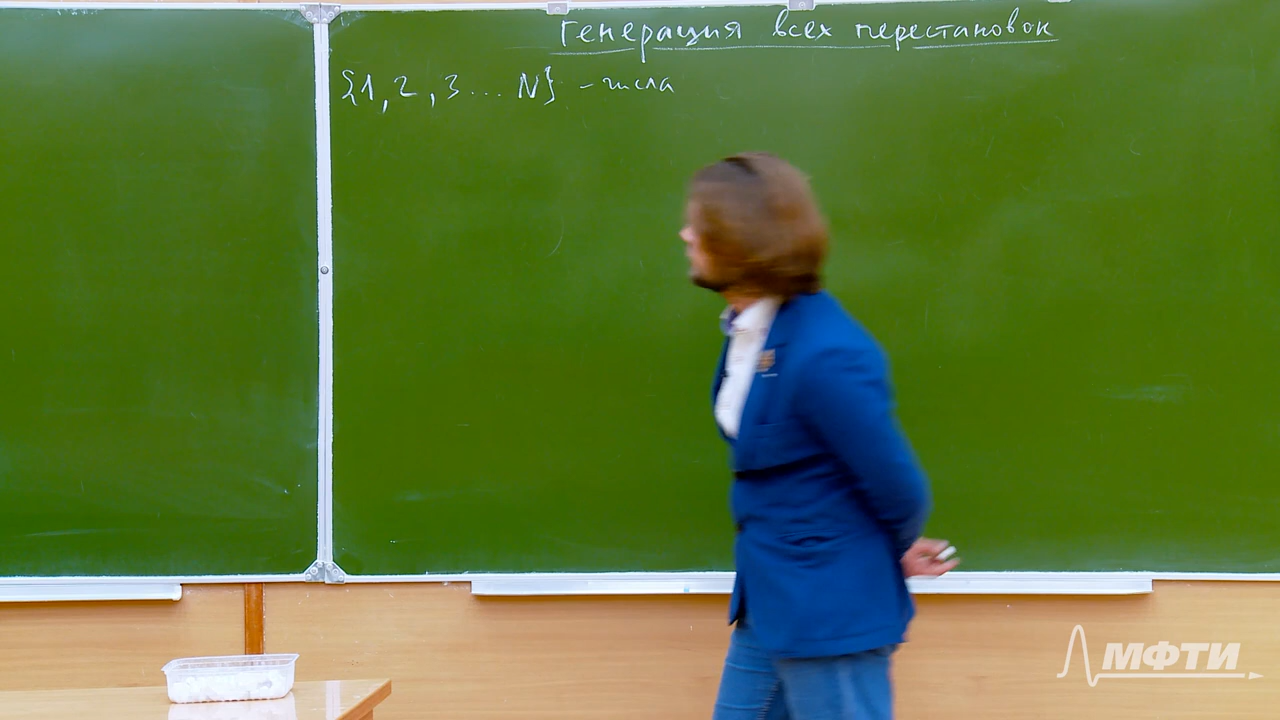 Генерация всех перестановок
{1, 2, 3... N} - числа
МФТИ